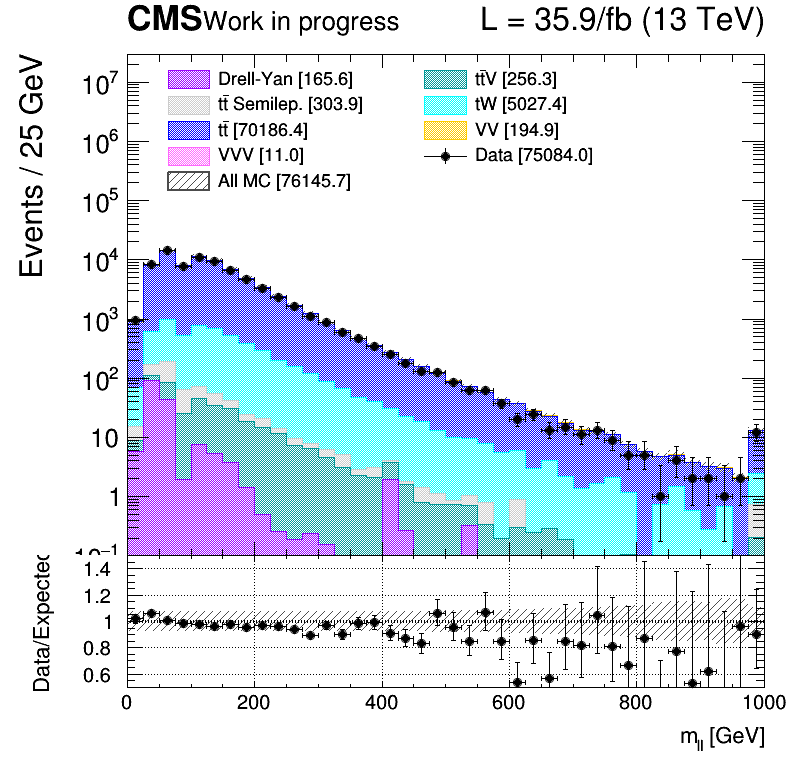 CMS Work in progress L = 35.9/fb (13 TeV)
Events / 25 GeV
Drell-Yan [165.6]
tt̄ Semilep. [303.9]
tt̄ [70186.4]
VVV [11.0]
All MC [76145.7]
tt̄V [256.3]
tW [5027.4]
VV [194.9]
Data [75084.0]
10⁷
10⁶
10⁵
10⁴
10³
10²
10
1
10⁻¹
Data/Expected
1.4
1.2
1
0.8
0.6
0 200 400 600 800 1000
m_ll [GeV]